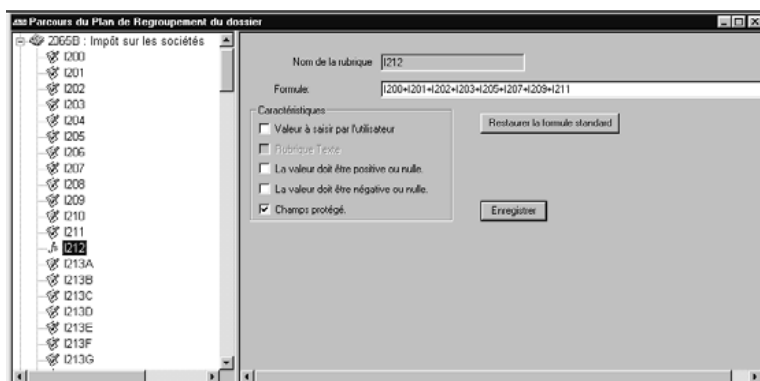 Parcours du Plan de Regroupement du dossier
2065B : Impôt sur les sociétés
I200
I201
I202
I203
I204
I205
I206
I207
I208
I209
I210
I211
I212
I213A
I213B
I213C
I213D
I213E
I213F
I213G
Nom de la rubrique I212
Formule: I200+I201+I202+I203+I205+I207+I209+I211
Caractéristiques
Valeur à saisir par l'utilisateur
Rubrique Texte
La valeur doit être positive ou nulle.
La valeur doit être négative ou nulle.
Champs protégé.
Restaurer la formule standard
Enregistrer